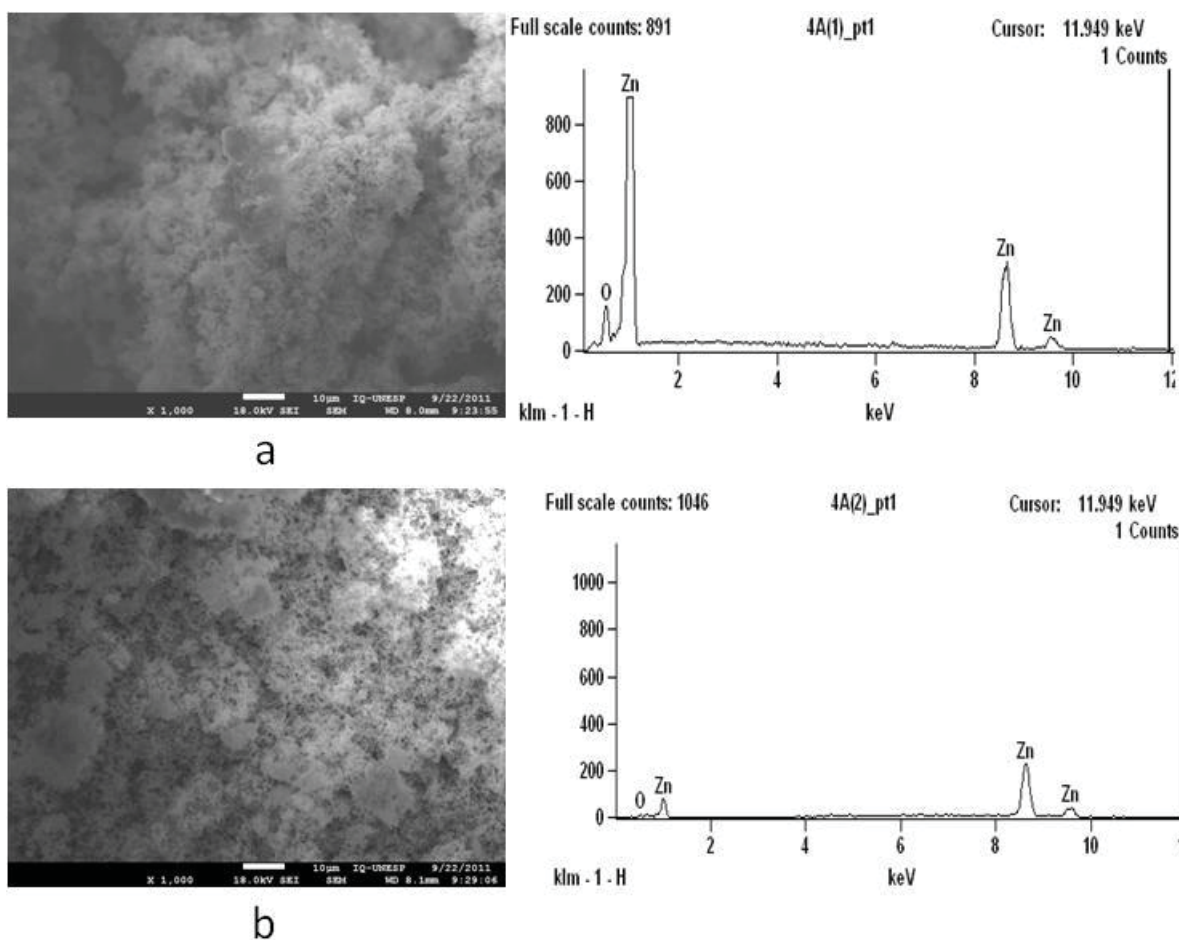 Full scale counts: 891 4A(1)_pt1 Cursor: 11.949 keV
1 Counts
Zn
800
600
400
Zn
200
O
Zn
0
2 4 6 8 10 12
klm - 1 - H keV
10µm IQ-UNESP 9/22/2011
X 1,000 18.0kV SEI SEM WD 8.0mm 9:23:55
a
Full scale counts: 1046 4A(2)_pt1 Cursor: 11.949 keV
1 Counts
1000
800
600
400
Zn
200
O Zn
Zn
0
2 4 6 8 10 1
klm - 1 - H keV
10µm IQ-UNESP 9/22/2011
X 1,000 18.0kV SEI SEM WD 8.1mm 9:29:06
b